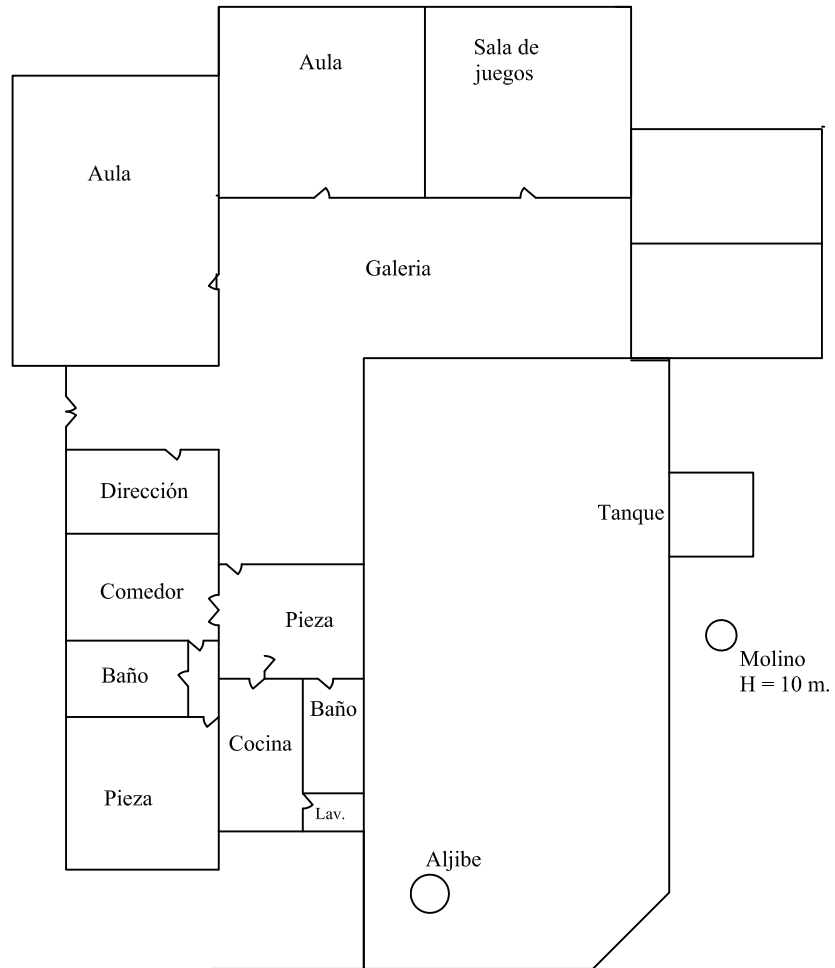 Aula
Sala de
juegos
Aula
Galeria
Dirección
Tanque
Comedor
Pieza
Molino
H = 10 m.
Baño
Baño
Cocina
Pieza
Lav.
Aljibe